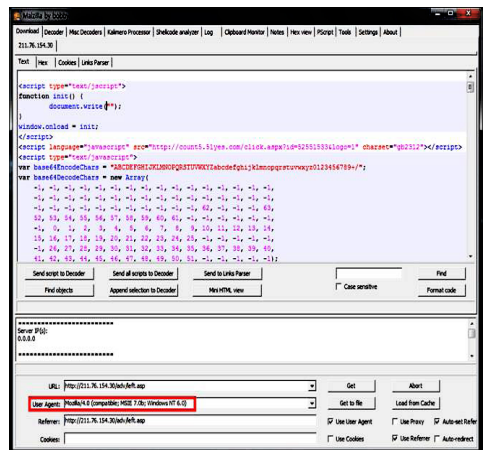 Malzilla by bobby
Download Decoder Misc Decoders Kalimero Processor Shellcode analyzer Log Clipboard Monitor Notes Hex view PScript Tools Settings About
211.76.154.30
Text Hex Cookies Links Parser
<script type="text/jscript">
function init() {
document.write("");
}
window.onload = init;
</script>
<script language="javascript" src="http://count5.51yes.com/click.aspx?id=52551533&logo=1" charset="gb2312"></script>
<script type="text/javascript">
var base64EncodeChars = "ABCDEFGHIJKLMNOPQRSTUVWXYZabcdefghijklmnopqrstuvwxyz0123456789+/";
var base64DecodeChars = new Array(
-1, -1, -1, -1, -1, -1, -1, -1, -1, -1, -1, -1, -1, -1, -1, -1,
-1, -1, -1, -1, -1, -1, -1, -1, -1, -1, -1, -1, -1, -1, -1, -1,
-1, -1, -1, -1, -1, -1, -1, -1, -1, -1, -1, 62, -1, -1, -1, 63,
52, 53, 54, 55, 56, 57, 58, 59, 60, 61, -1, -1, -1, -1, -1, -1,
-1, 0, 1, 2, 3, 4, 5, 6, 7, 8, 9, 10, 11, 12, 13, 14,
15, 16, 17, 18, 19, 20, 21, 22, 23, 24, 25, -1, -1, -1, -1, -1,
-1, 26, 27, 28, 29, 30, 31, 32, 33, 34, 35, 36, 37, 38, 39, 40,
41, 42, 43, 44, 45, 46, 47, 48, 49, 50, 51, -1, -1, -1, -1, -1);
Send script to Decoder Send all scripts to Decoder Send to Links Parser Find
Find objects Append selection to Decoder Mini HTML view Case sensitive Format code
Server IP(s):
0.0.0.0
URL: http://211.76.154.30/adv/left.asp Get Abort
User Agent: Mozilla/4.0 (compatible; MSIE 7.0b; Windows NT 6.0) Get to file Load from Cache
Referrer: http://211.76.154.30/adv/left.asp Use User Agent Use Proxy Auto-set Refer
Cookies: Use Cookies Use Referrer Auto-redirect